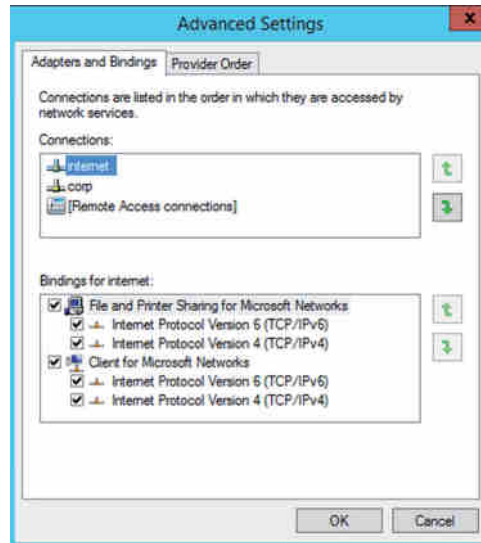 Advanced Settings
x
Adapters and Bindings Provider Order
Connections are listed in the order in which they are accessed by
network services.
Connections:
internet
corp
[Remote Access connections]
Bindings for internet:
File and Printer Sharing for Microsoft Networks
Internet Protocol Version 6 (TCP/IPv6)
Internet Protocol Version 4 (TCP/IPv4)
Client for Microsoft Networks
Internet Protocol Version 6 (TCP/IPv6)
Internet Protocol Version 4 (TCP/IPv4)
OK Cancel